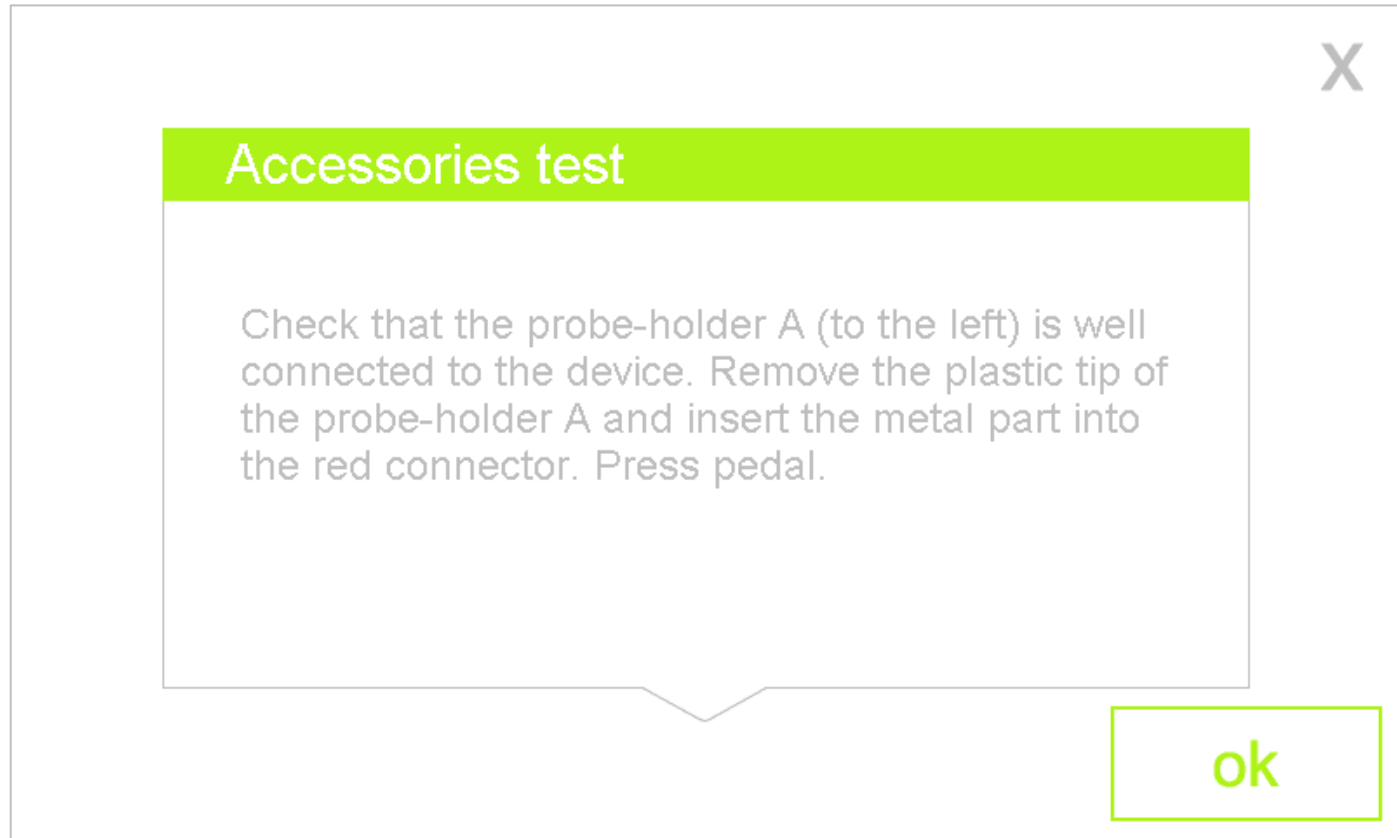 X
Accessories test
Check that the probe-holder A (to the left) is well
connected to the device. Remove the plastic tip of
the probe-holder A and insert the metal part into
the red connector. Press pedal.
ok